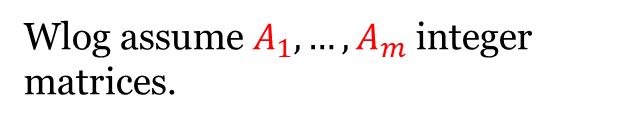 Wlog assume A₁, … , Aₘ integer
matrices.